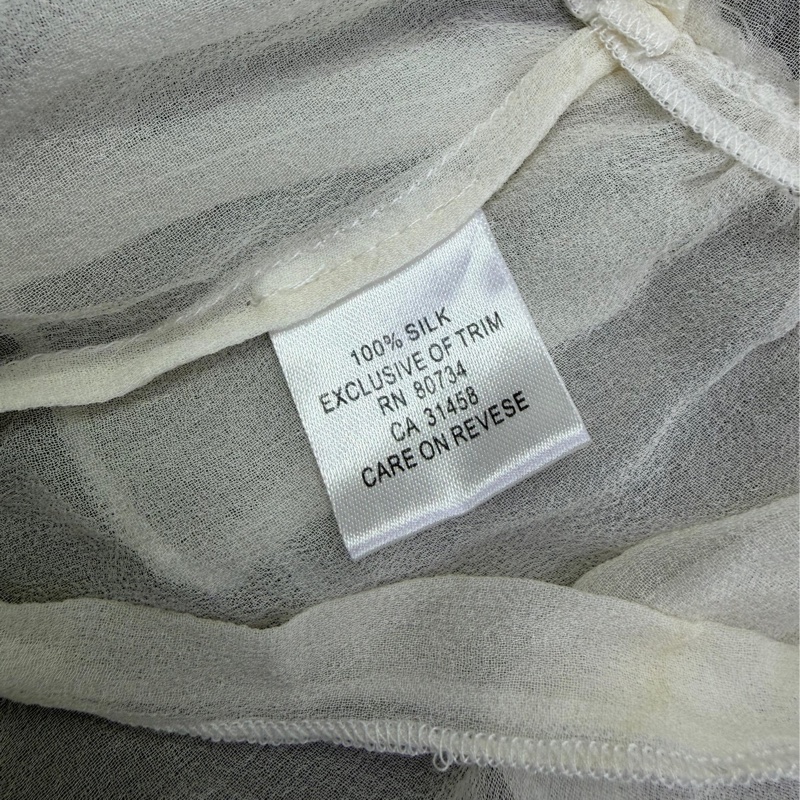 100% SILK
EXCLUSIVE OF TRIM
RN 80734
CA 31458
CARE ON REVESE